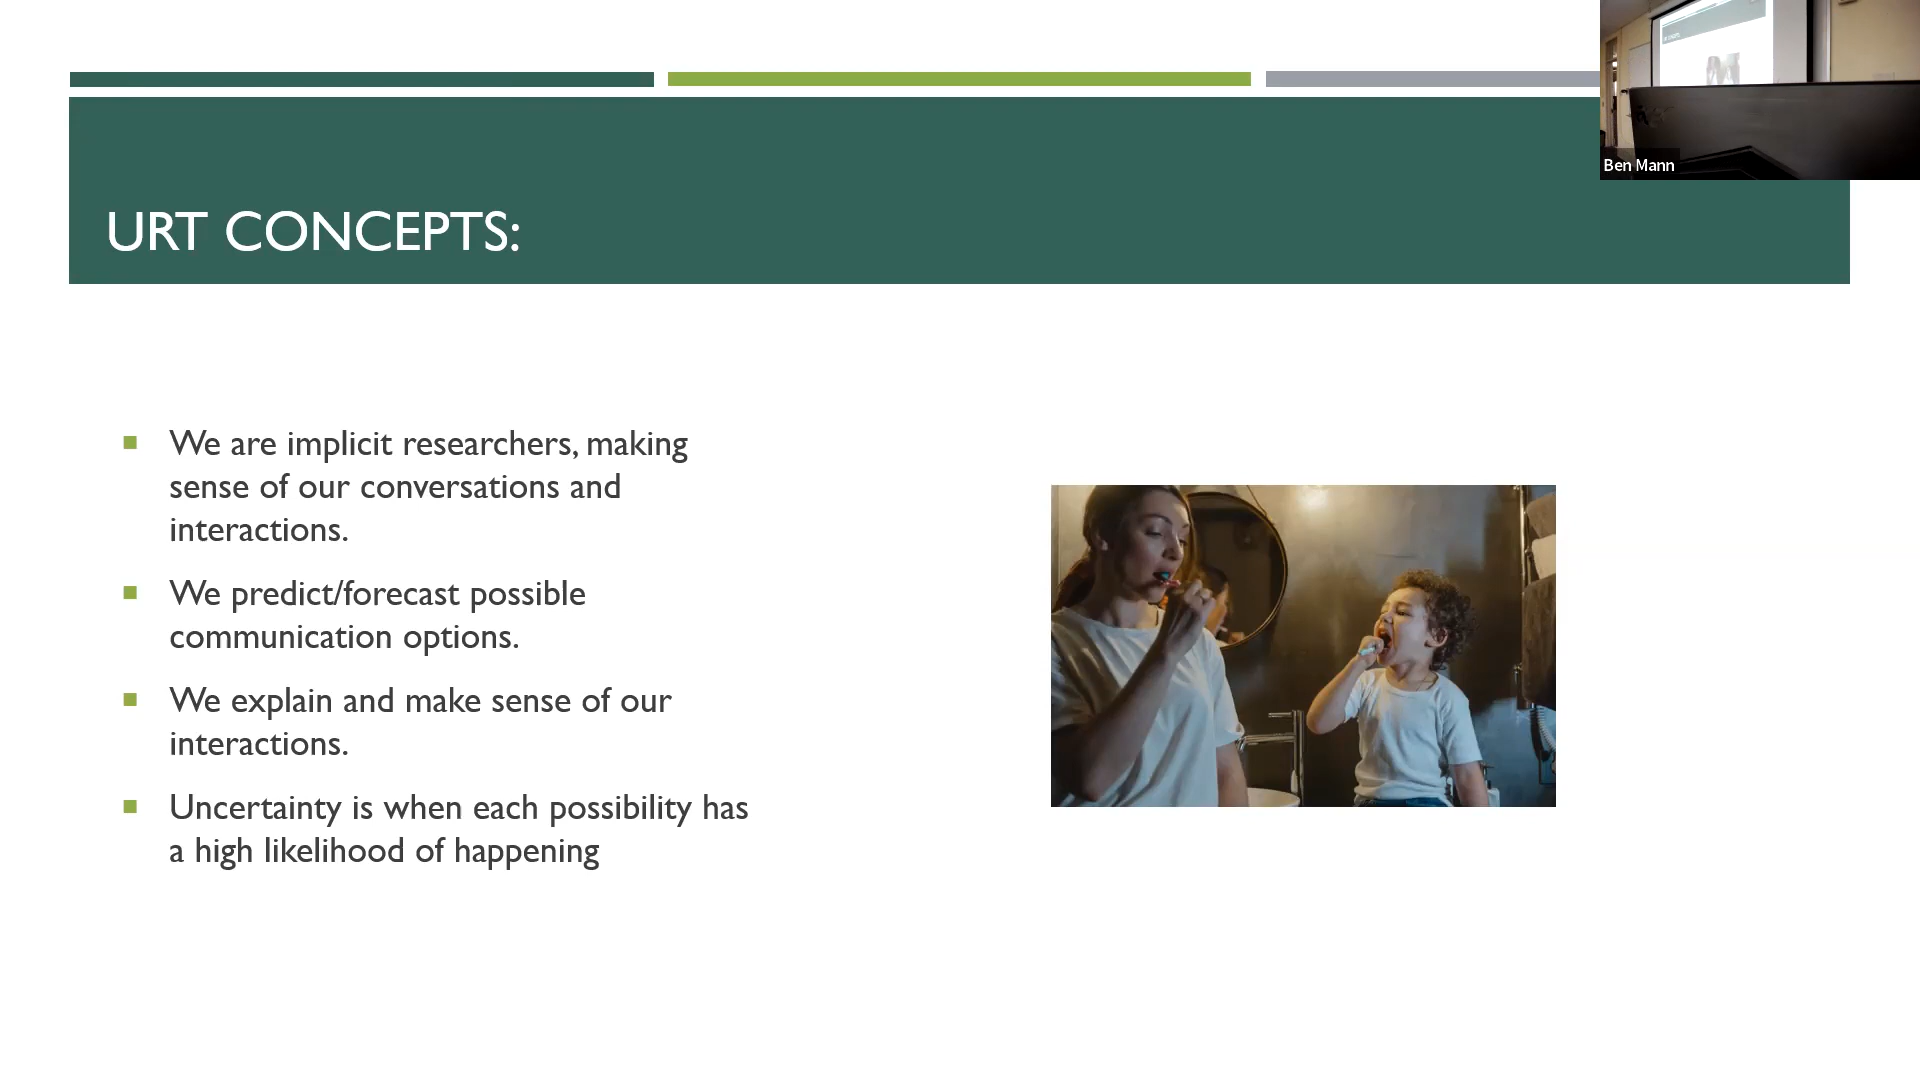 Ben Mann
URT CONCEPTS:
We are implicit researchers, making
sense of our conversations and
interactions.
We predict/forecast possible
communication options.
We explain and make sense of our
interactions.
Uncertainty is when each possibility has
a high likelihood of happening